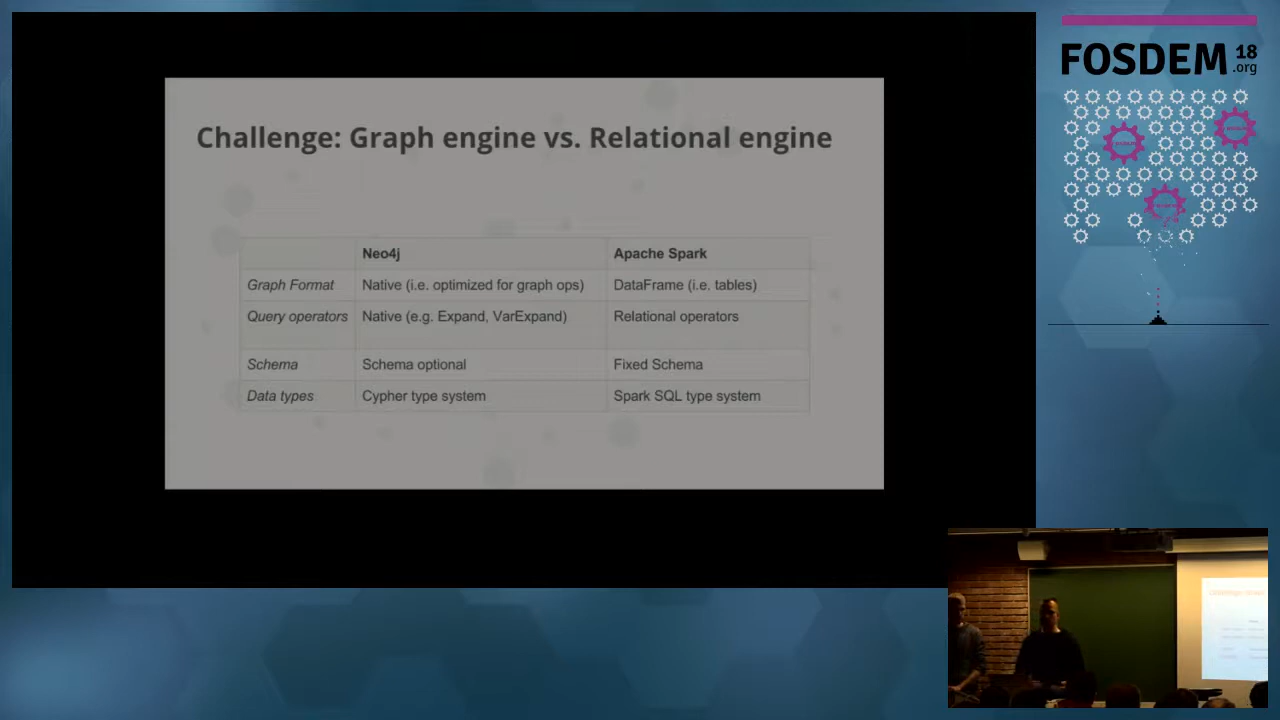 Challenge: Graph engine vs. Relational engine
Neo4j Apache Spark
Graph Format Native (i.e. optimized for graph ops) DataFrame (i.e. tables)
Query operators Native (e.g. Expand, VarExpand) Relational operators
Schema Schema optional Fixed Schema
Data types Cypher type system Spark SQL type system
FOSDEM 18
.org